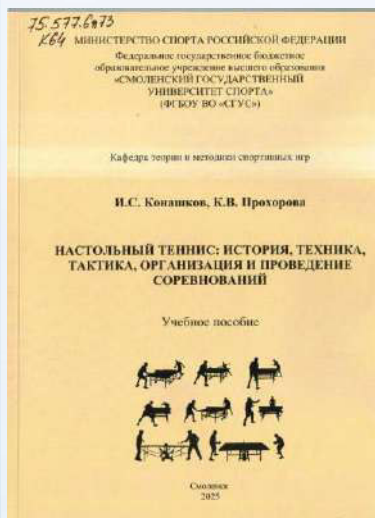 75.577.6я73
К64
МИНИСТЕРСТВО СПОРТА РОССИЙСКОЙ ФЕДЕРАЦИИ
Федеральное государственное бюджетное
образовательное учреждение высшего образования
«СМОЛЕНСКИЙ ГОСУДАРСТВЕННЫЙ
УНИВЕРСИТЕТ СПОРТА»
(ФГБОУ ВО «СГУС»)
Кафедра теории и методики спортивных игр
И.С. Конашков, К.В. Прохорова
НАСТОЛЬНЫЙ ТЕННИС: ИСТОРИЯ, ТЕХНИКА,
ТАКТИКА, ОРГАНИЗАЦИЯ И ПРОВЕДЕНИЕ
СОРЕВНОВАНИЙ
Учебное пособие
Смоленск
2025